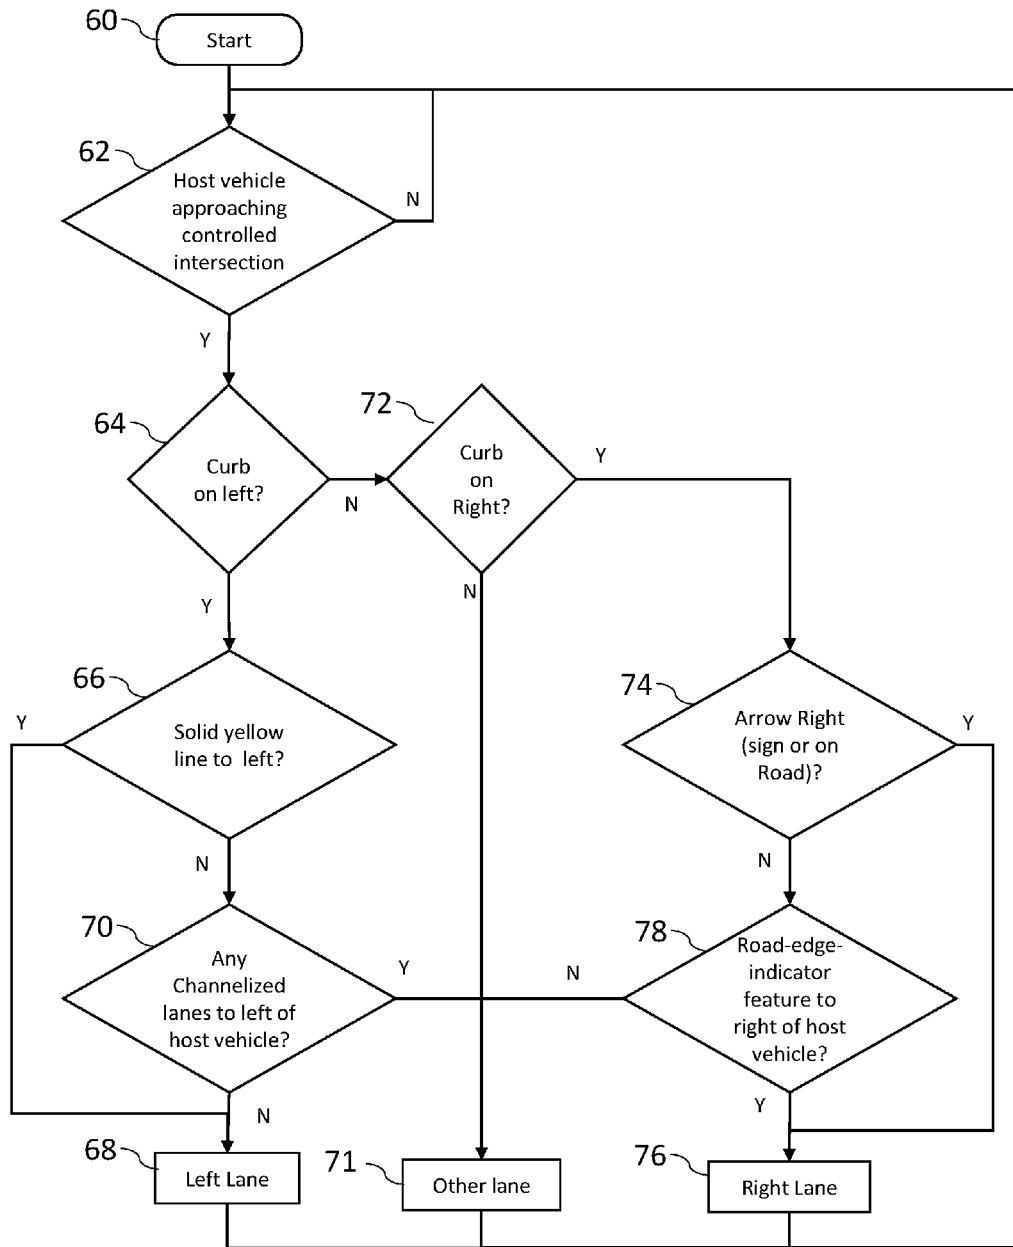 60
Start
62
Host vehicle
approaching
controlled
intersection
N
Y
64
Curb
on left?
N
72
Curb
on
Right?
Y
Y
N
66
Y
Solid yellow
line to left?
74
Arrow Right
(sign or on
Road)?
Y
N
N
70
Any
Channelized
lanes to left of
host vehicle?
Y
N
78
Road-edge-
indicator
feature to
right of host
vehicle?
N
Y
68
Left Lane
71
Other lane
76
Right Lane